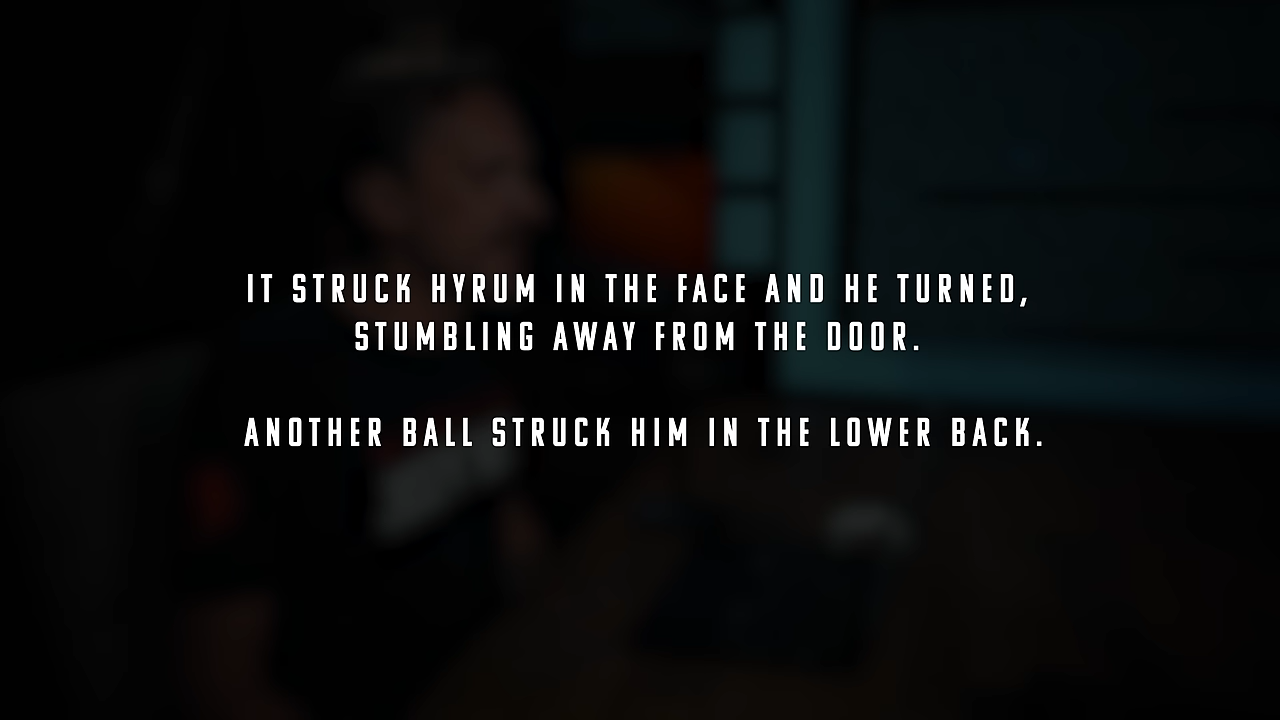 IT STRUCK HYRUM IN THE FACE AND HE TURNED,
STUMBLING AWAY FROM THE DOOR.
ANOTHER BALL STRUCK HIM IN THE LOWER BACK.